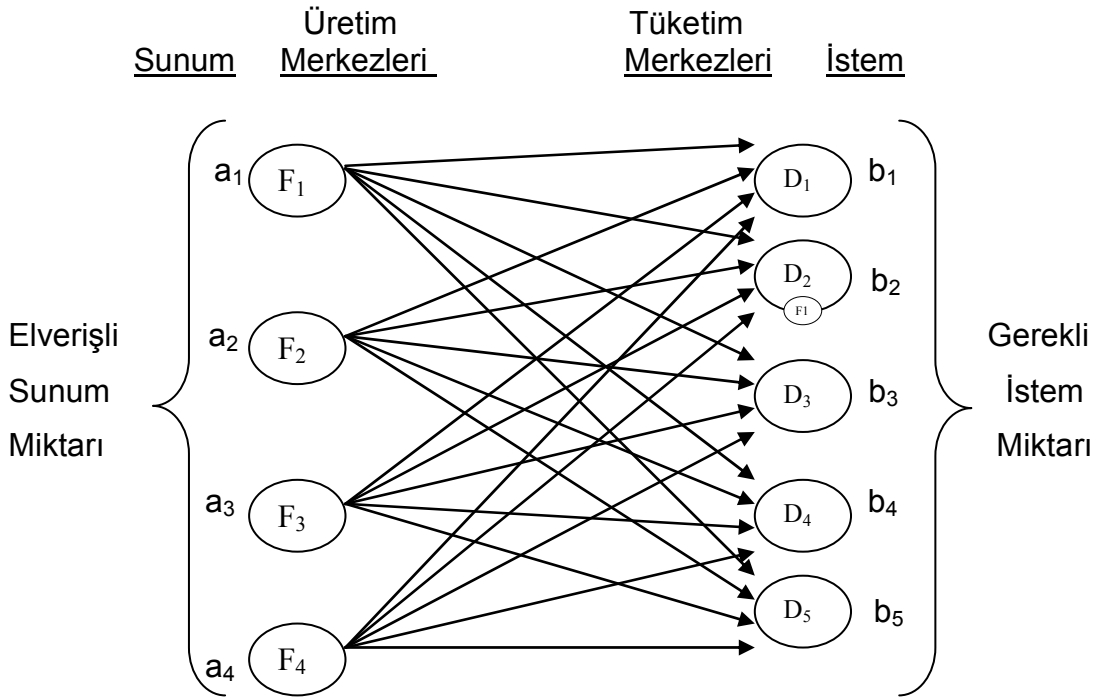 Üretim
Tüketim
Sunum Merkezleri Merkezleri İstem
a1 F1 D1 b1
D2 b2
F1
Elverişli
Sunum
Miktarı
a2 F2
D3 b3
Gerekli
İstem
Miktarı
a3 F3 D4 b4
D5 b5
a4 F4